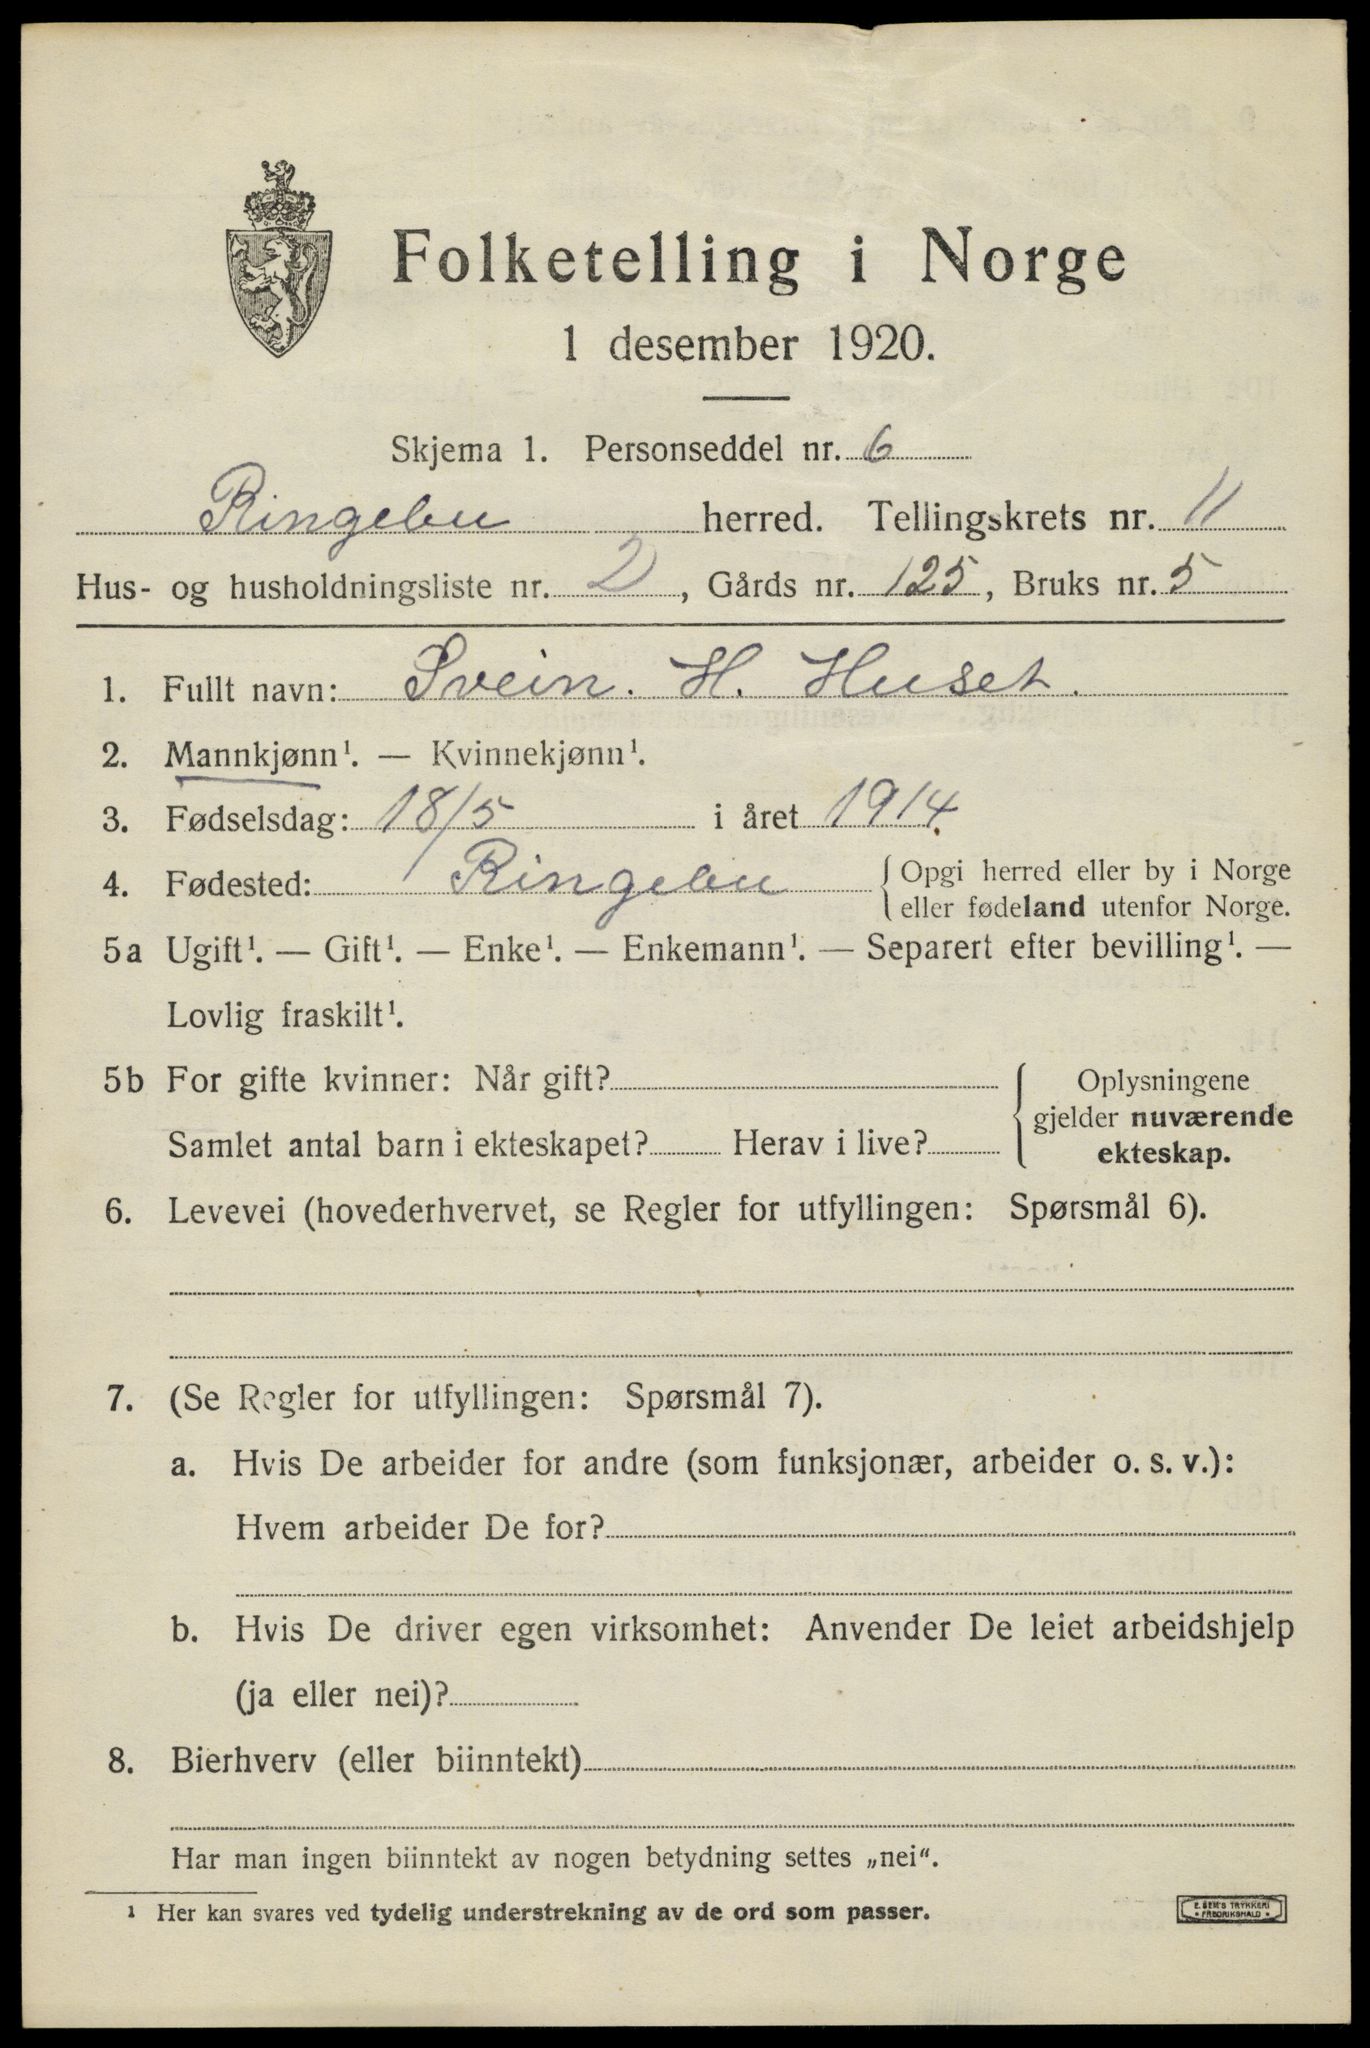 Folketelling i Norge
1 desember 1920.
Skjema 1. Personseddel nr. 6
Ringebu herred. Tellingskrets nr. 11
Hus- og husholdningsliste nr. 2, Gårds nr. 125, Bruks nr. 5
1. Fullt navn: Svein. H. Huset.
2. Mannkjønn¹. — Kvinnekjønn¹.
3. Fødselsdag: 18/5 i året 1914.
4. Fødested: Ringebu { Opgi herred eller by i Norge
eller fødeland utenfor Norge.
5a Ugift¹. — Gift¹. — Enke¹. — Enkemann¹. — Separert efter bevilling¹. —
Lovlig fraskilt¹.
5b For gifte kvinner: Når gift?
Samlet antal barn i ekteskapet? Herav i live?
{ Oplysningene
gjelder nuværende
ekteskap.
6. Levevei (hovederhvervet, se Regler for utfyllingen: Spørsmål 6).
7. (Se Regler for utfyllingen: Spørsmål 7).
a. Hvis De arbeider for andre (som funksjonær, arbeider o. s. v.):
Hvem arbeider De for?
b. Hvis De driver egen virksomhet: Anvender De leiet arbeidshjelp
(ja eller nei)?
8. Bierhverv (eller biinntekt)
Har man ingen biinntekt av nogen betydning settes „nei“.
¹ Her kan svares ved tydelig understrekning av de ord som passer.
E. SEM'S TRYKKERI
• FREDRIKSHALD •